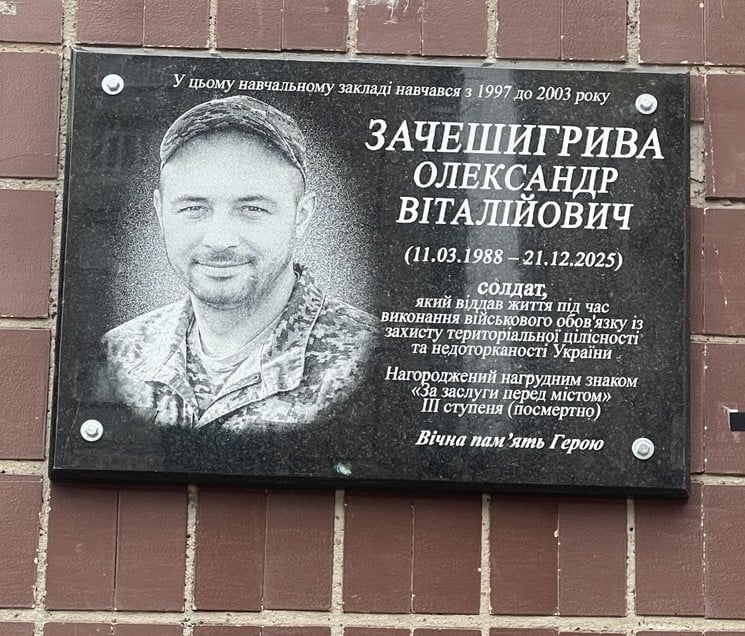 У цьому навчальному закладі навчався з 1997 до 2003 року
ЗАЧЕШИГРИВА
ОЛЕКСАНДР
ВІТАЛІЙОВИЧ
(11.03.1988 – 21.12.2025)
солдат,
який віддав життя під час
виконання військового обов'язку із
захисту територіальної цілісності
та недоторканості України
Нагороджений нагрудним знаком
«За заслуги перед містом»
ІІІ ступеня (посмертно)
Вічна пам’ять Герою